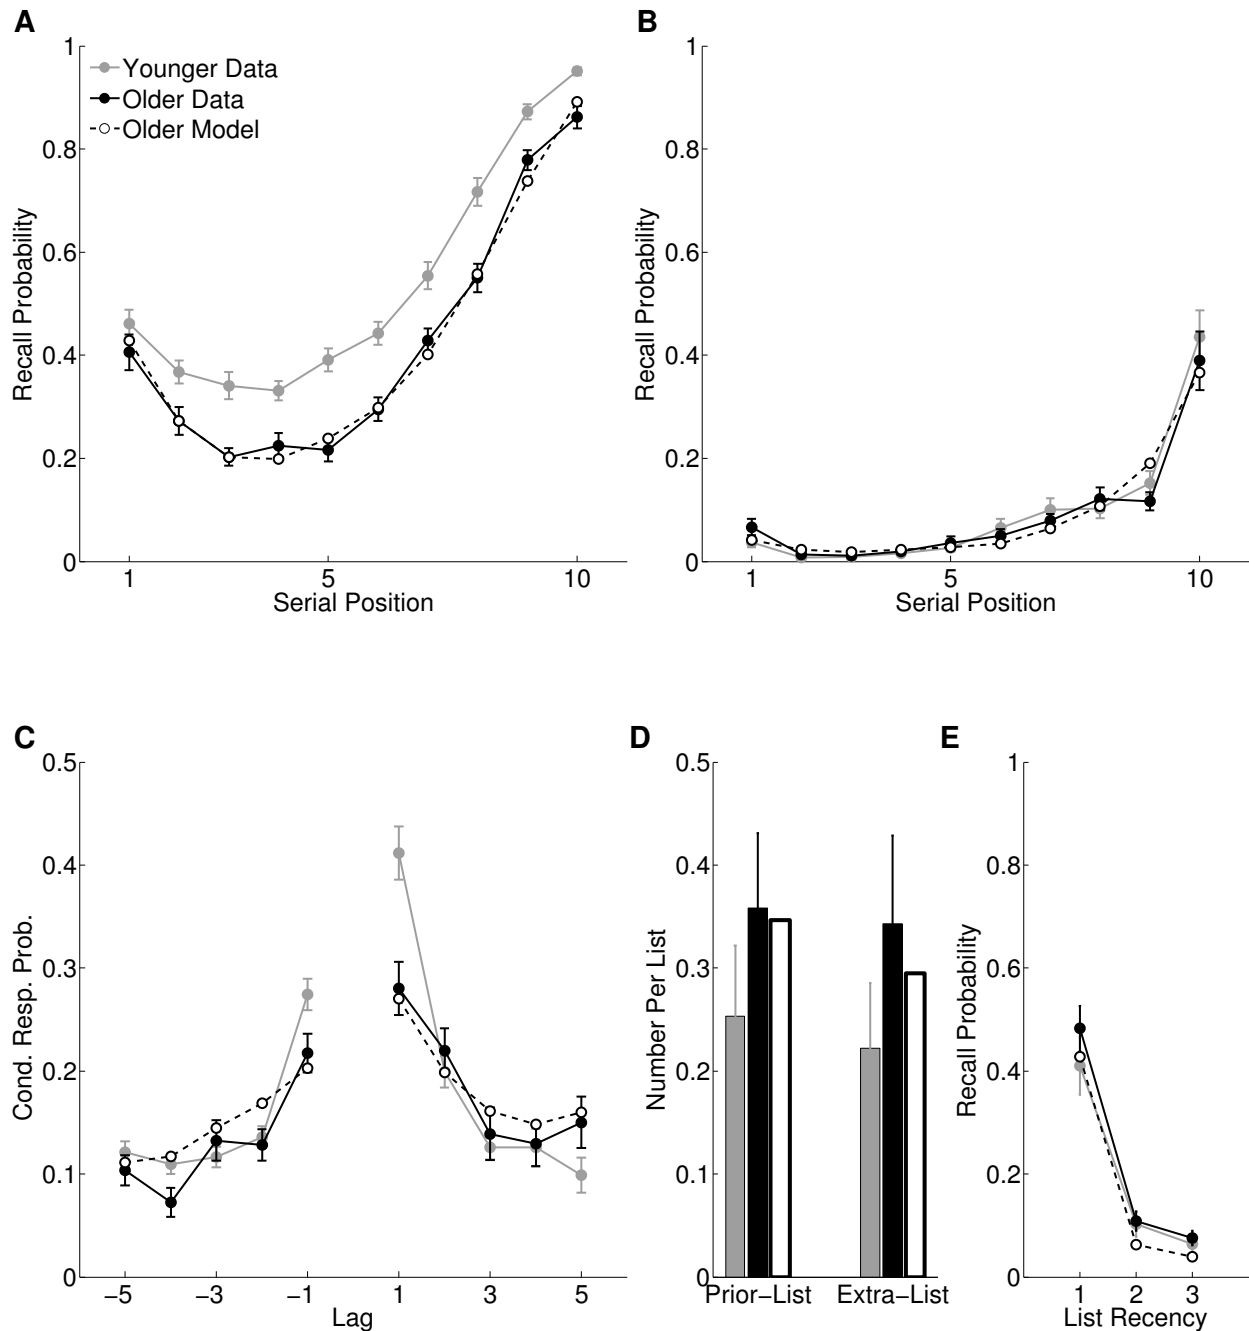 A
1
0.8
0.6
0.4
0.2
0
Recall Probability
1 5 10
Serial Position
Younger Data
Older Data
Older Model
B
1
0.8
0.6
0.4
0.2
0
Recall Probability
1 5 10
Serial Position
C
0.5
0.4
0.3
0.2
0.1
0
Cond. Resp. Prob.
−5 −3 −1 1 3 5
Lag
D
0.5
0.4
0.3
0.2
0.1
0
Number Per List
Prior−List Extra−List
E
1
0.8
0.6
0.4
0.2
0
Recall Probability
1 2 3
List Recency